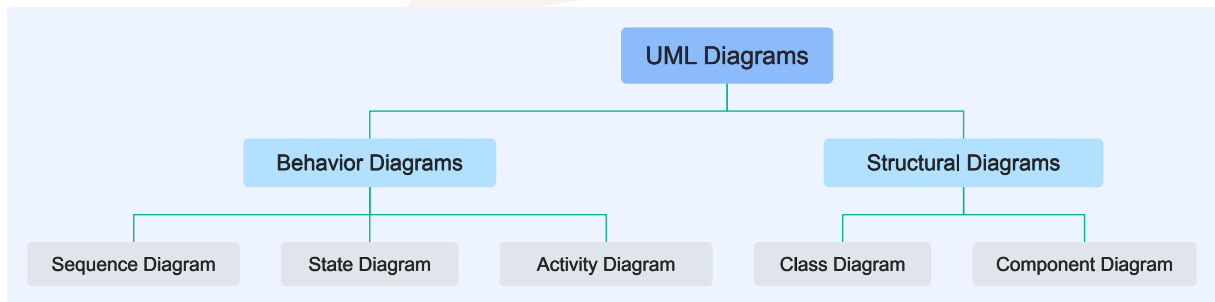 UML Diagrams
Behavior Diagrams
Structural Diagrams
Sequence Diagram
State Diagram
Activity Diagram
Class Diagram
Component Diagram